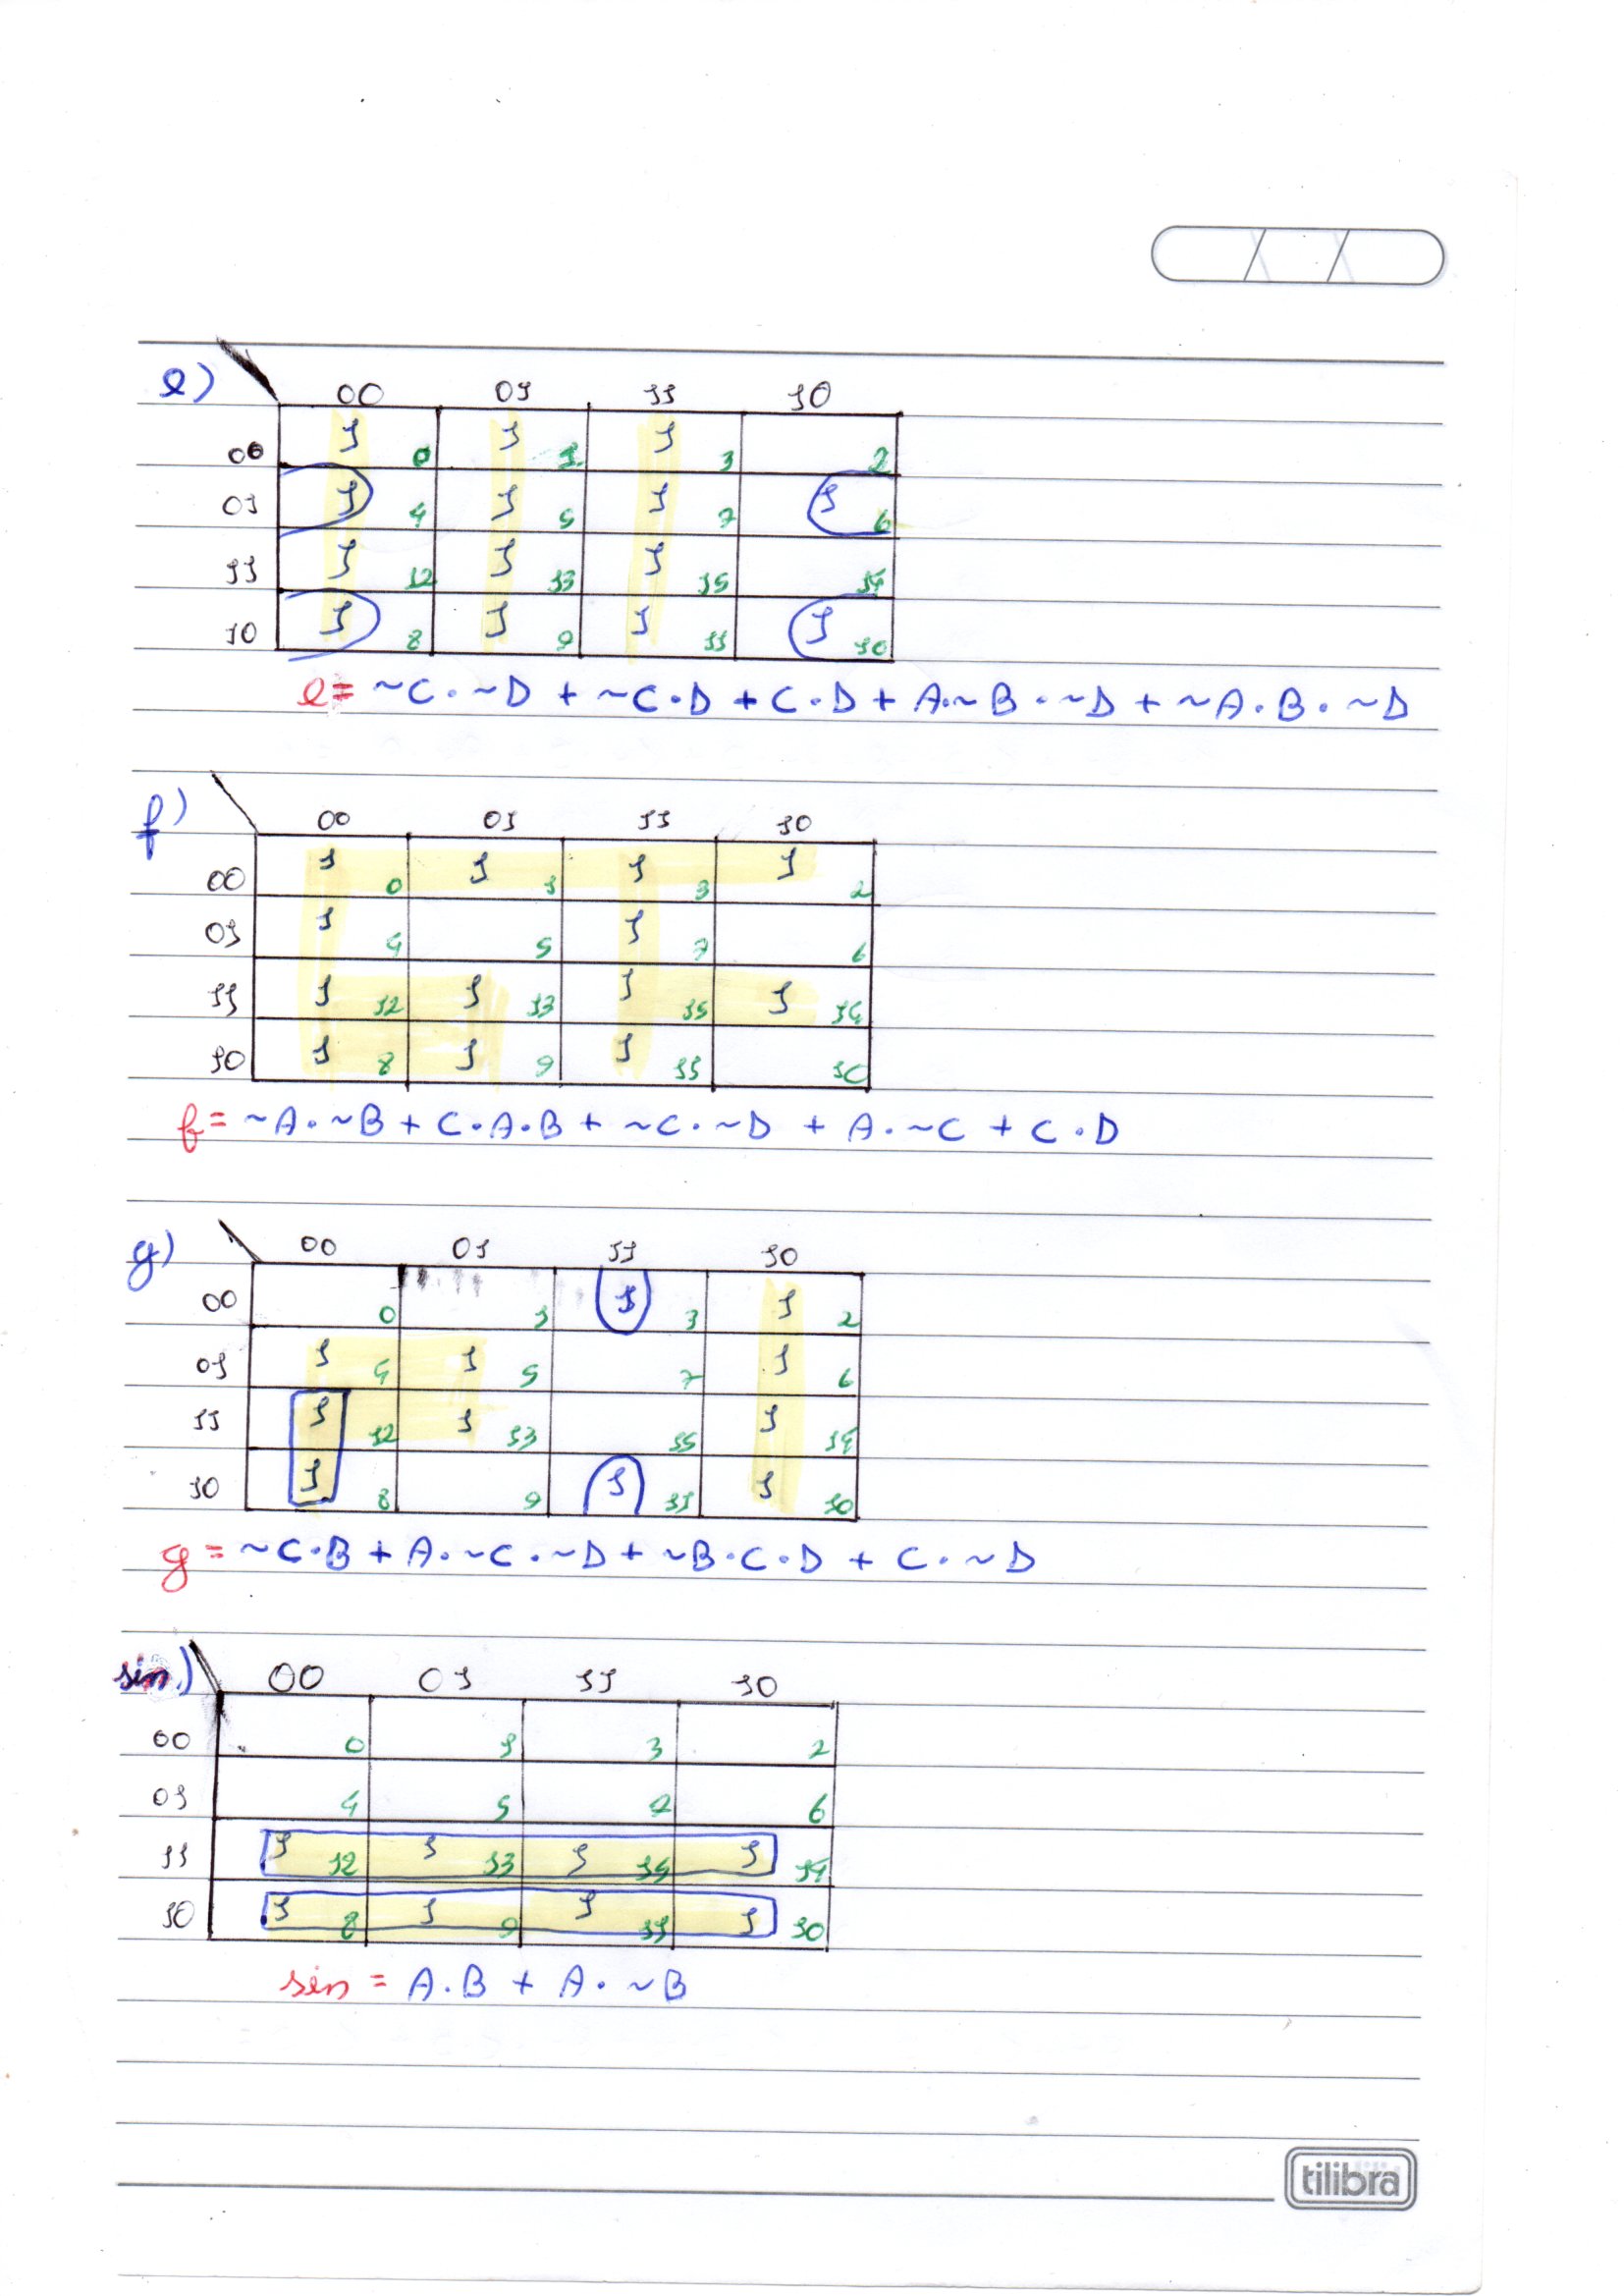 e)
00 01 11 10
00 1 0 1 1 1 3 2
01 1 4 1 5 1 7 1 6
11 1 12 1 13 1 15 14
10 1 8 1 9 1 11 1 10
e = ~C.~D + ~C.D + C.D + A.~B.~D + ~A.B.~D
f)
00 01 11 10
00 1 0 1 1 1 3 1 2
01 1 4 5 1 7 6
11 1 12 1 13 1 15 1 14
10 1 8 1 9 1 11 10
f = ~A.~B + C.A.B + ~C.~D + A.~C + C.D
g)
00 01 11 10
00 0 1 1 3 1 2
01 1 4 1 5 7 1 6
11 1 12 1 13 15 1 14
10 1 8 9 1 11 1 10
g = ~C.B + A.~C.~D + ~B.C.D + C.~D
sin)
00 01 11 10
00 0 1 3 2
01 4 5 7 6
11 1 12 1 13 1 15 1 14
10 1 8 1 9 1 11 1 10
sin = A.B + A.~B
tilibra